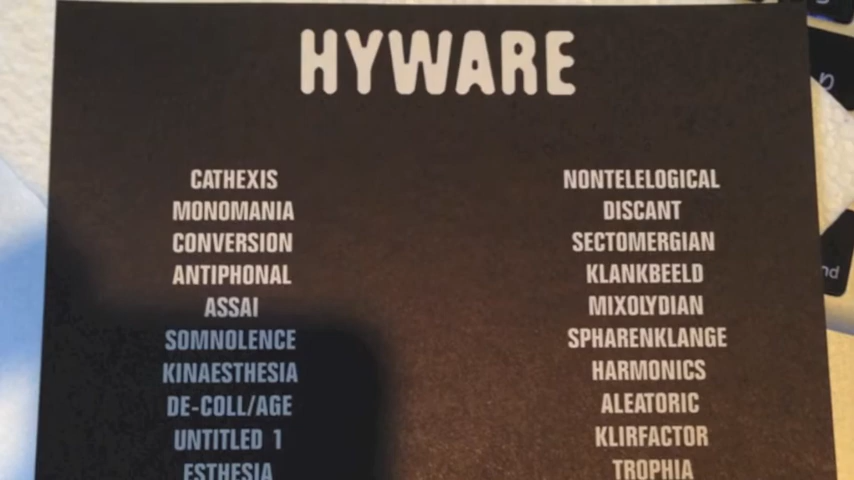 HYWARE
CATHEXIS
MONOMANIA
CONVERSION
ANTIPHONAL
ASSAI
SOMNOLENCE
KINAESTHESIA
DE-COLL/AGE
UNTITLED 1
ESTHESIA
NONTELELOGICAL
DISCANT
SECTOMERGIAN
KLANKBEELD
MIXOLYDIAN
SPHARENKLANGE
HARMONICS
ALEATORIC
KLIRFACTOR
TROPHIA